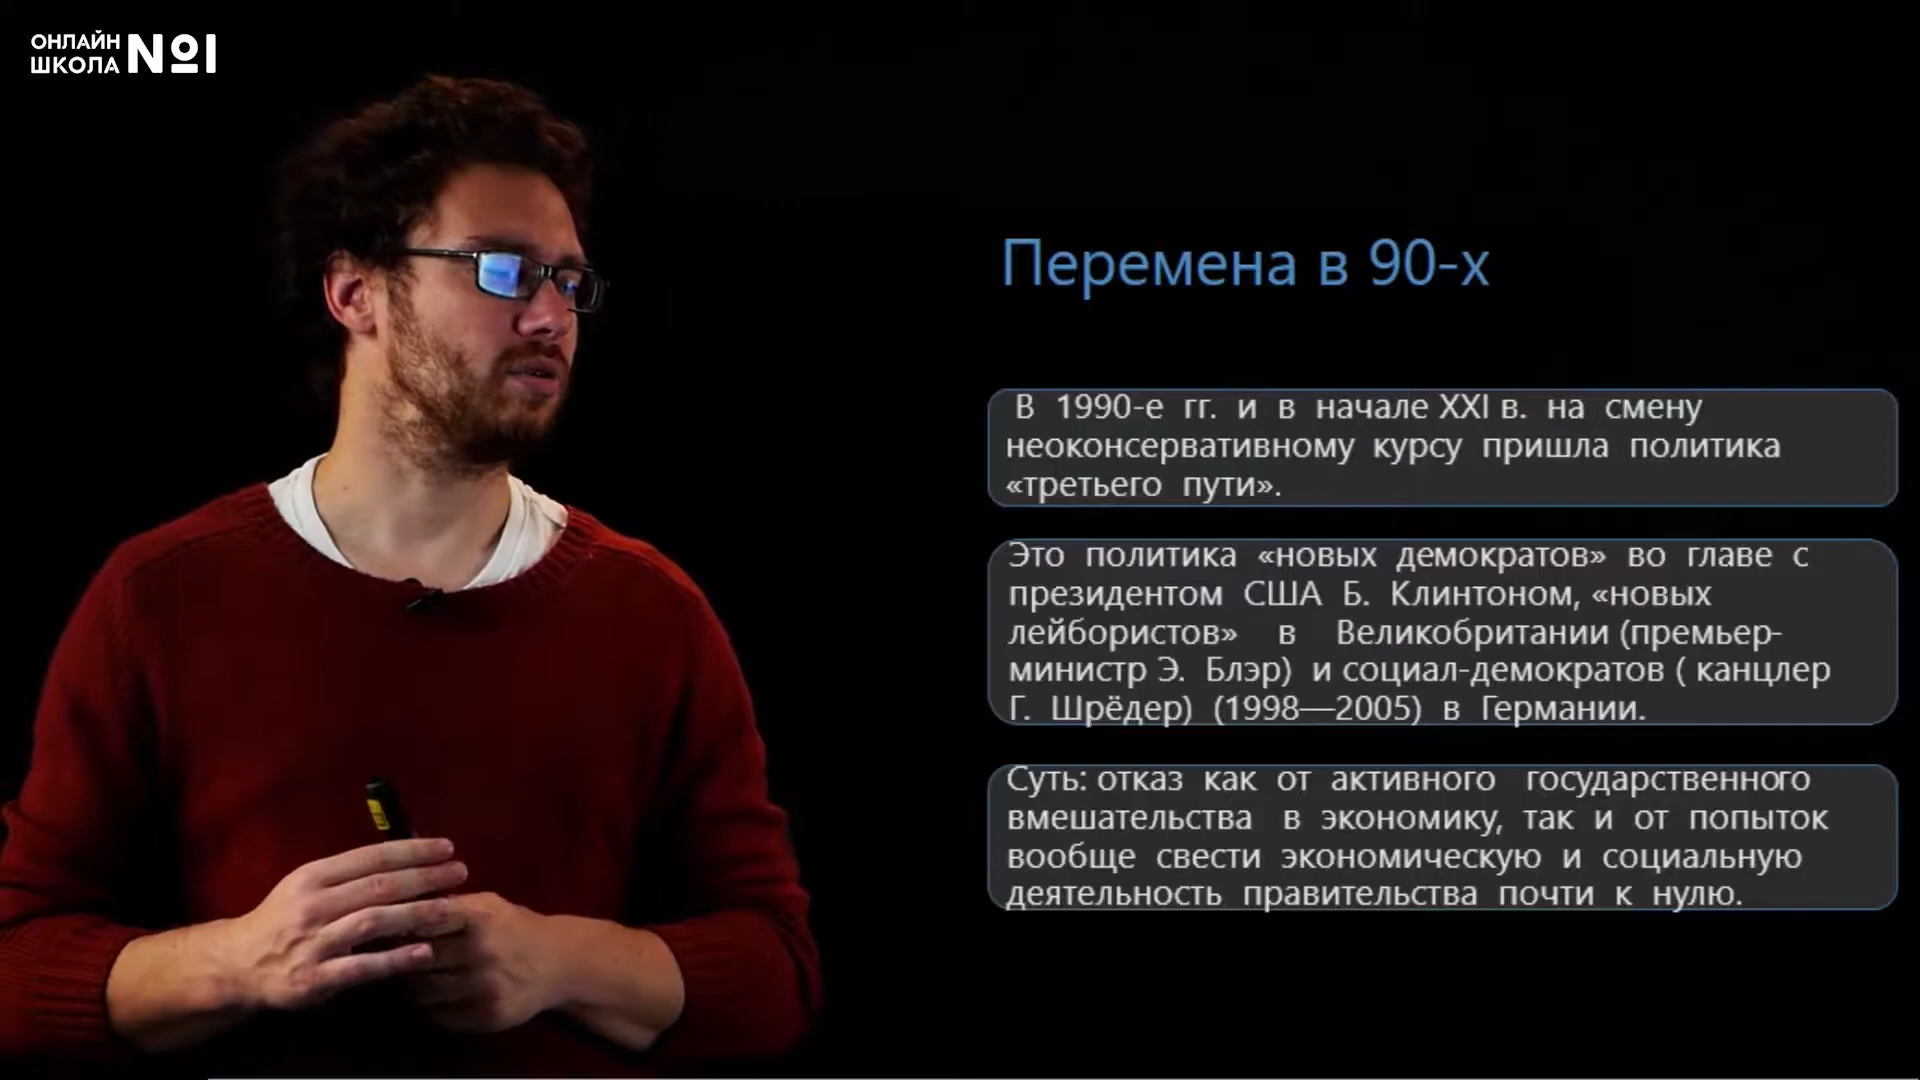 ОНЛАЙН
ШКОЛА №1
Перемена в 90-х
В 1990-е гг. и в начале XXI в. на смену
неоконсервативному курсу пришла политика
«третьего пути».
Это политика «новых демократов» во главе с
президентом США Б. Клинтоном, «новых
лейбористов» в Великобритании (премьер-
министр Э. Блэр) и социал-демократов ( канцлер
Г. Шрёдер) (1998—2005) в Германии.
Суть: отказ как от активного государственного
вмешательства в экономику, так и от попыток
вообще свести экономическую и социальную
деятельность правительства почти к нулю.